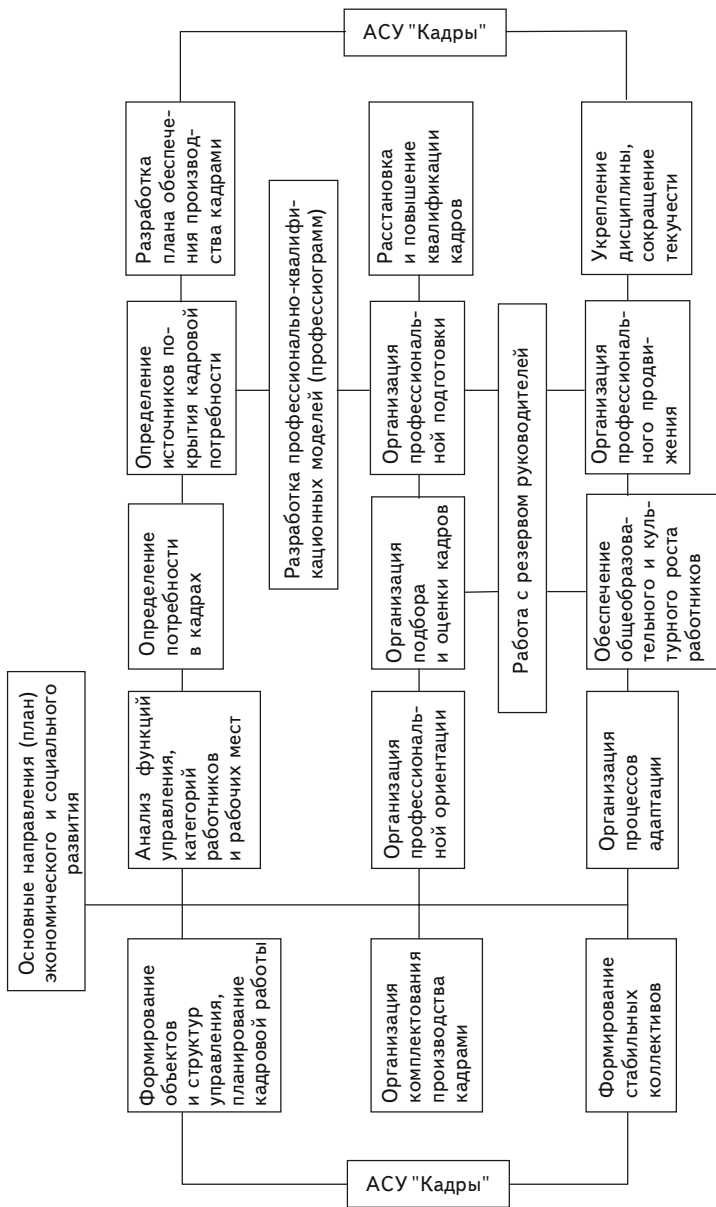 Основные направления (план)
экономического и социального
развития
АСУ "Кадры"
Формирование
объектов
и структур
управления,
планирование
кадровой работы
Анализ функций
управления,
категорий
работников
и рабочих мест
Определение
потребности
в кадрах
Определение
источников по-
крытия кадровой
потребности
Разработка
плана обеспече-
ния производ-
ства кадрами
АСУ "Кадры"
Разработка профессионально-квалифи-
кационных моделей (профессиограмм)
Организация
комплектования
производства
кадрами
Организация
профессиональ-
ной ориентации
Организация
подбора
и оценки кадров
Организация
профессиональ-
ной подготовки
Расстановка
и повышение
квалификации
кадров
Работа с резервом руководителей
Формирование
стабильных
коллективов
Организация
процессов
адаптации
Обеспечение
общеобразова-
тельного и куль-
турного роста
работников
Организация
профессиональ-
ного продви-
жения
Укрепление
дисциплины,
сокращение
текучести